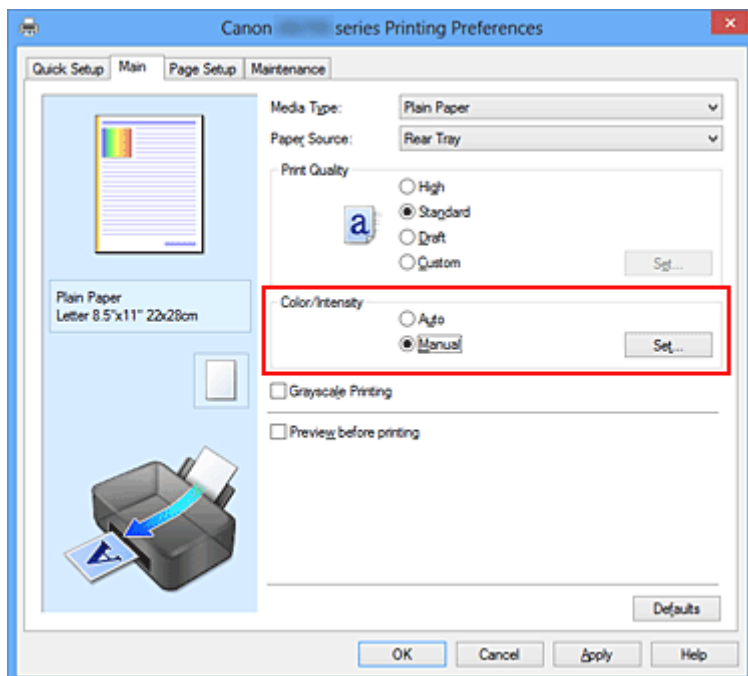 Canon series Printing Preferences
Quick Setup Main Page Setup Maintenance
Media Type: Plain Paper
Paper Source: Rear Tray
Print Quality
High
a Standard
Draft
Custom Set...
Plain Paper
Letter 8.5"x11" 22x28cm
Color/Intensity
Auto
Manual Set...
Grayscale Printing
Preview before printing
A
Defaults
OK Cancel Apply Help